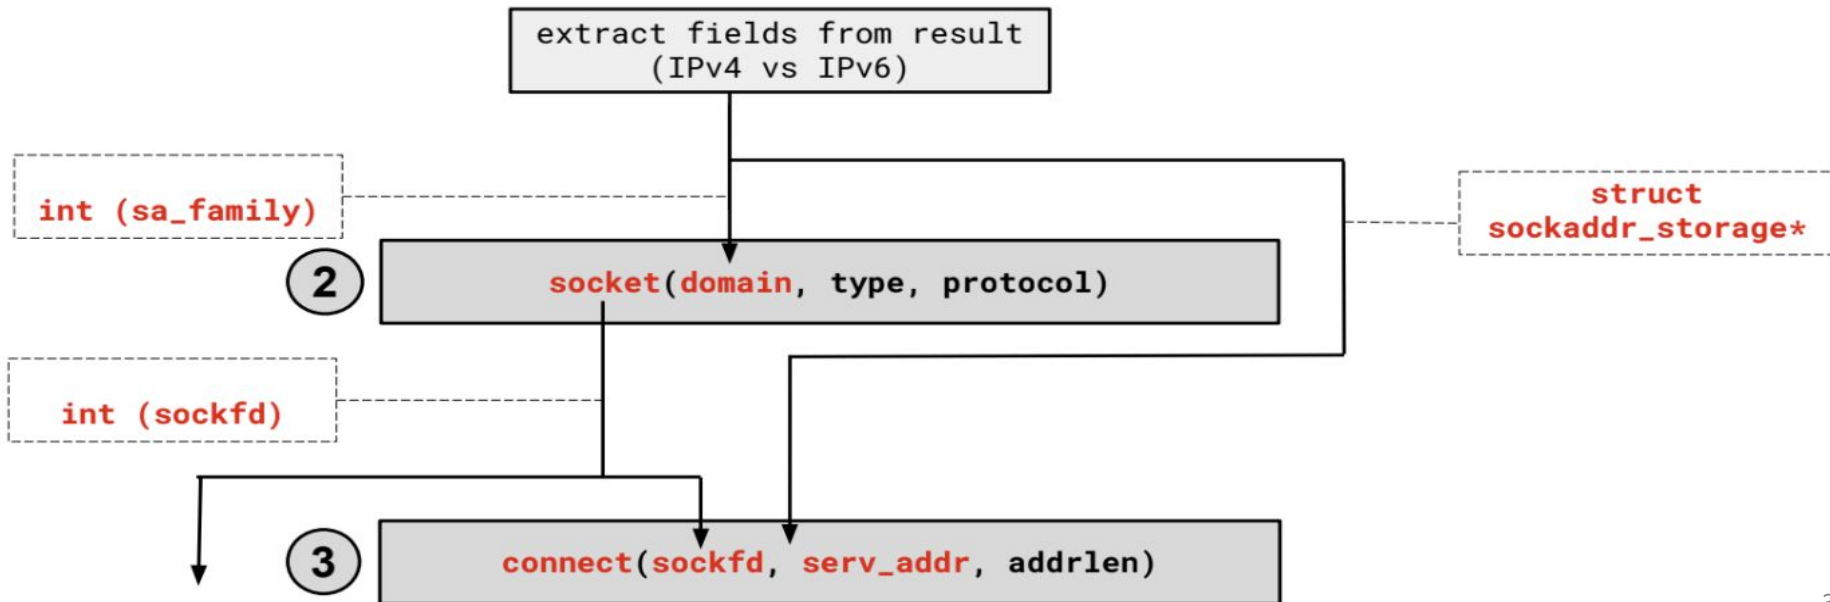 extract fields from result
(IPv4 vs IPv6)
int (sa_family)
struct
sockaddr_storage*
2
socket(domain, type, protocol)
int (sockfd)
3
connect(sockfd, serv_addr, addrlen)